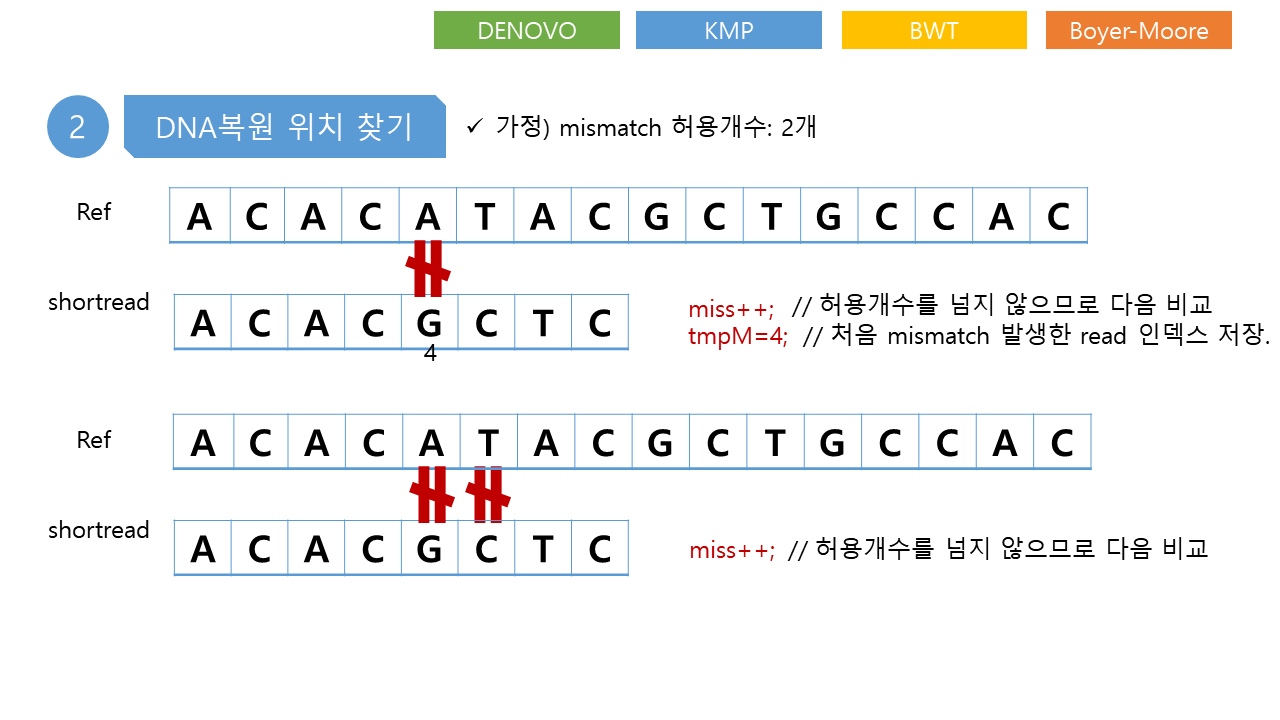 DENOVO KMP BWT Boyer-Moore
2 DNA복원 위치 찾기 ✓ 가정) mismatch 허용개수: 2개
Ref A C A C A T A C G C T G C C A C
shortread A C A C G C T C
miss++; // 허용개수를 넘지 않으므로 다음 비교
tmpM=4; // 처음 mismatch 발생한 read 인덱스 저장.
4
Ref A C A C A T A C G C T G C C A C
shortread A C A C G C T C
miss++; // 허용개수를 넘지 않으므로 다음 비교